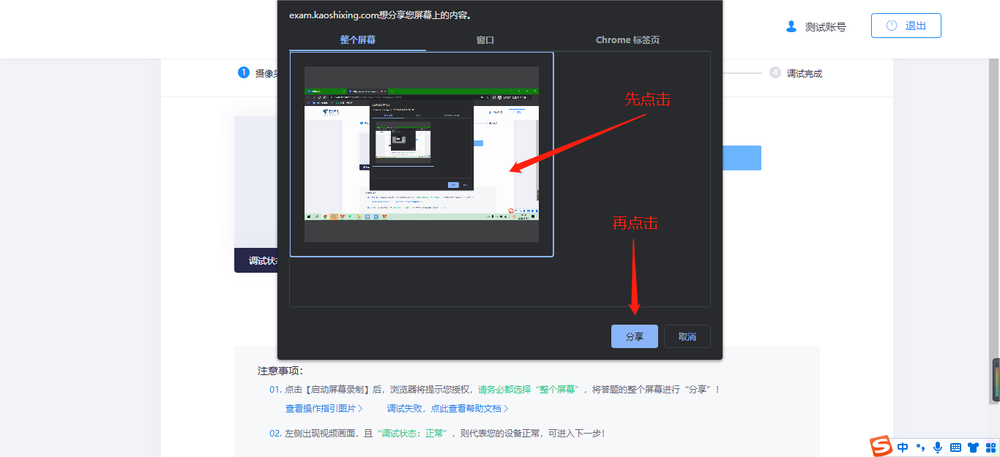 exam.kaoshixing.com想分享您屏幕上的内容。
测试账号
退出
整个屏幕
窗口
Chrome 标签页
1
摄像头
4
调试完成
先点击
再点击
调试状态
分享
取消
注意事项：
01. 点击【启动屏幕录制】后，浏览器将提示您授权，请务必都选择“整个屏幕”，将答题的整个屏幕进行“分享”！
查看操作指引图片>
调试失败，点此查看帮助文档>
02. 左侧出现视频画面，且“调试状态：正常”，则代表您的设备正常，可进入下一步！
S
中